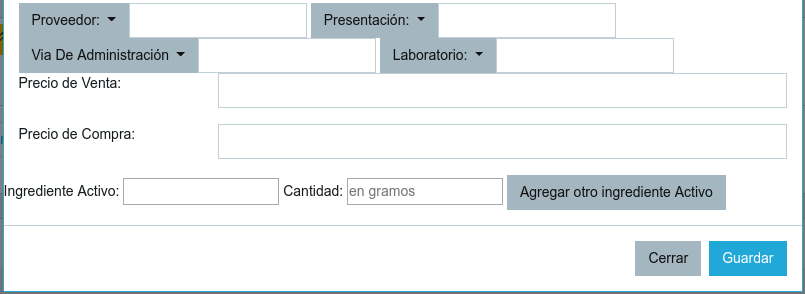 Proveedor: Presentación:
Via De Administración Laboratorio:
Precio de Venta:
Precio de Compra:
Ingrediente Activo: Cantidad: en gramos Agregar otro ingrediente Activo
Cerrar Guardar